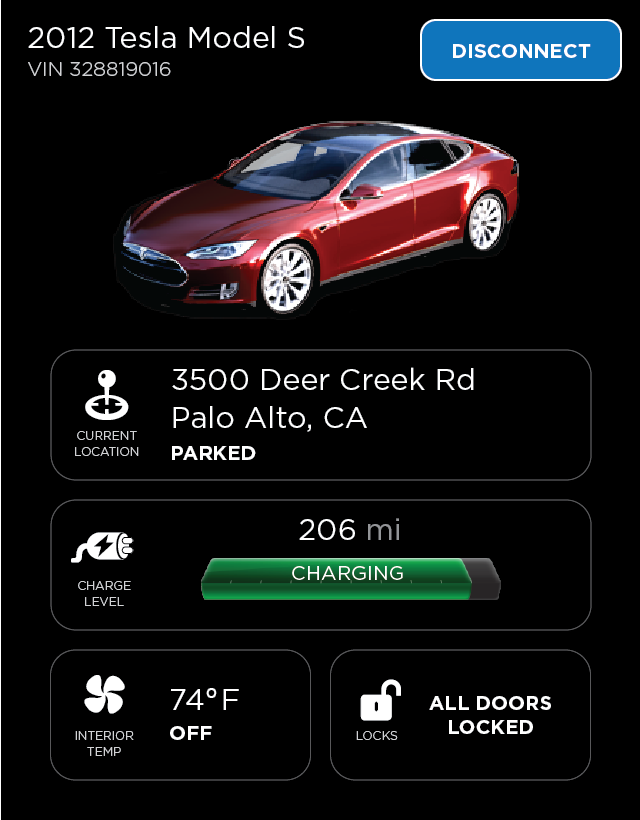 2012 Tesla Model S
VIN 328819016
DISCONNECT
3500 Deer Creek Rd
Palo Alto, CA
PARKED
CURRENT
LOCATION
206 mi
CHARGING
CHARGE
LEVEL
74°F
OFF
INTERIOR
TEMP
ALL DOORS
LOCKED
LOCKS